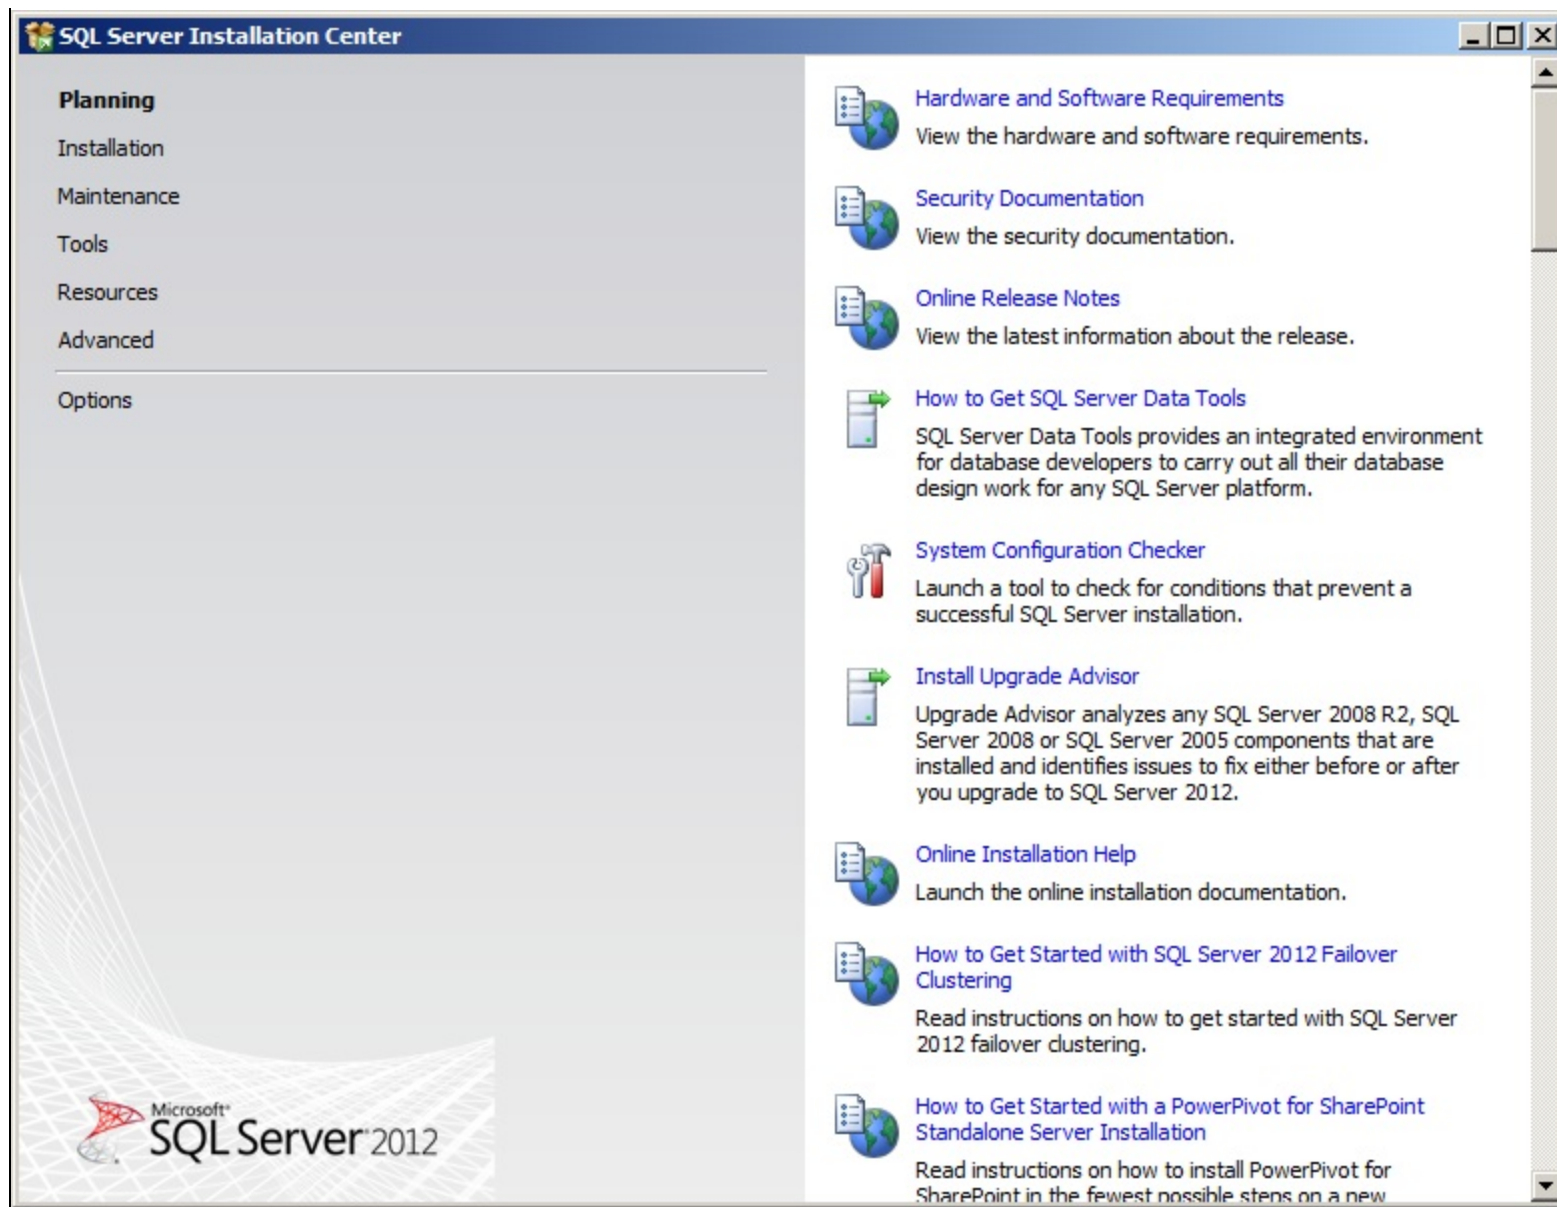 SQL Server Installation Center
Planning
Installation
Maintenance
Tools
Resources
Advanced
Options
Microsoft®
SQL Server® 2012
Hardware and Software Requirements
View the hardware and software requirements.
Security Documentation
View the security documentation.
Online Release Notes
View the latest information about the release.
How to Get SQL Server Data Tools
SQL Server Data Tools provides an integrated environment
for database developers to carry out all their database
design work for any SQL Server platform.
System Configuration Checker
Launch a tool to check for conditions that prevent a
successful SQL Server installation.
Install Upgrade Advisor
Upgrade Advisor analyzes any SQL Server 2008 R2, SQL
Server 2008 or SQL Server 2005 components that are
installed and identifies issues to fix either before or after
you upgrade to SQL Server 2012.
Online Installation Help
Launch the online installation documentation.
How to Get Started with SQL Server 2012 Failover
Clustering
Read instructions on how to get started with SQL Server
2012 failover clustering.
How to Get Started with a PowerPivot for SharePoint
Standalone Server Installation
Read instructions on how to install PowerPivot for
SharePoint in the fewest possible steps on a new